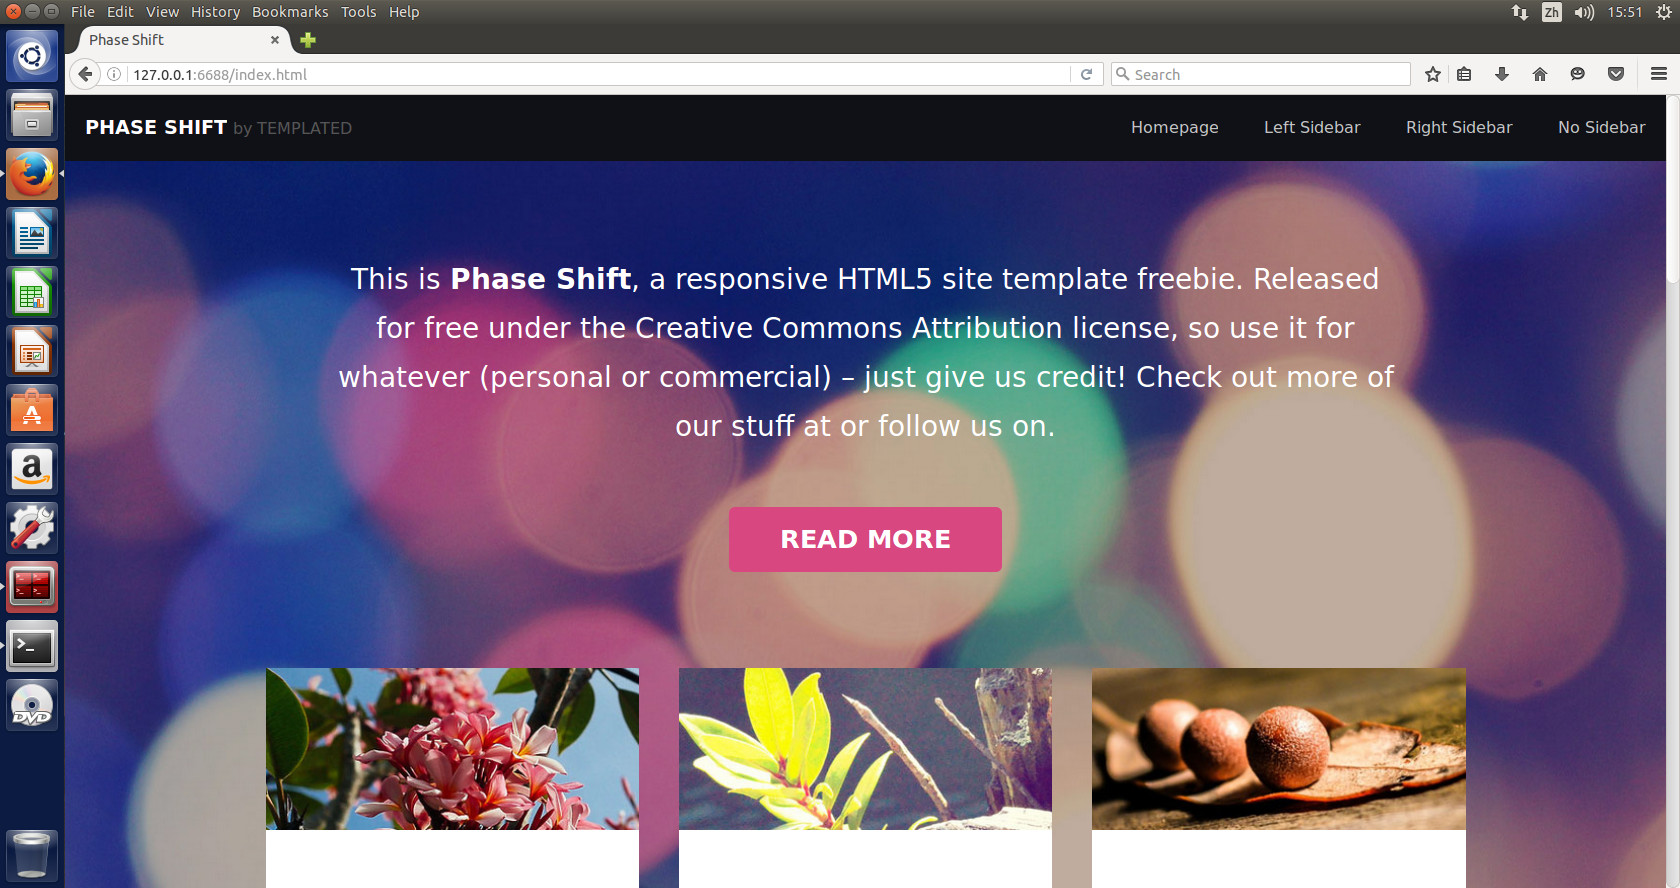 File Edit View History Bookmarks Tools Help
Zh 15:51
Phase Shift
127.0.0.1:6688/index.html
Search
PHASE SHIFT by TEMPLATED
Homepage Left Sidebar Right Sidebar No Sidebar
This is Phase Shift, a responsive HTML5 site template freebie. Released
for free under the Creative Commons Attribution license, so use it for
whatever (personal or commercial) – just give us credit! Check out more of
our stuff at or follow us on.
READ MORE
A
a
>_
DVD